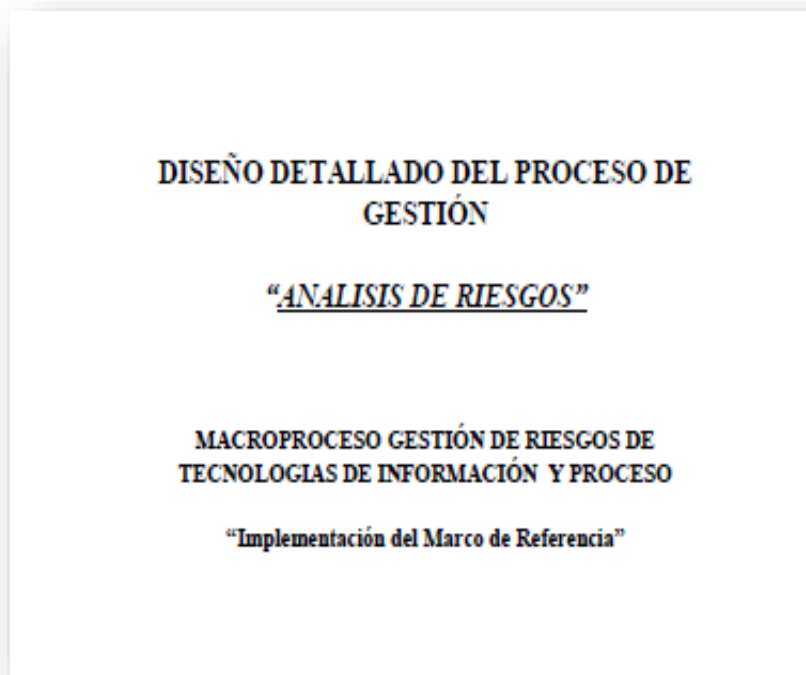 DISEÑO DETALLADO DEL PROCESO DE
GESTIÓN
“ANALISIS DE RIESGOS”
MACROPROCESO GESTIÓN DE RIESGOS DE
TECNOLOGIAS DE INFORMACIÓN Y PROCESO
“Implementación del Marco de Referencia”